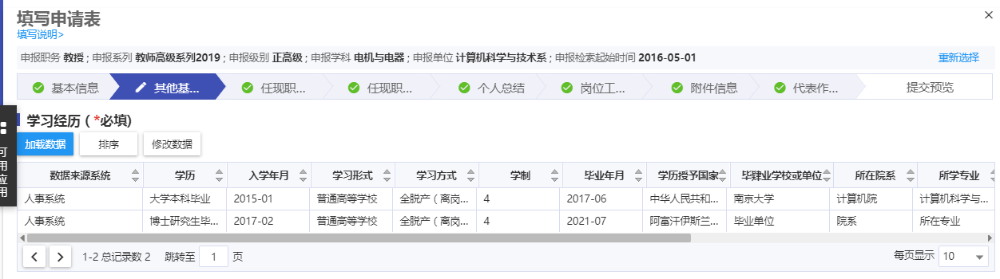 填写申请表
×
填写说明>
申报职务 教授 ; 申报系列 教师高级系列2019 ; 申报级别 正高级 ; 申报学科 电机与电器 ; 申报单位 计算机科学与技术系 ; 申报检索起始时间 2016-05-01 重新选择
基本信息 其他基... 任现职... 任现职... 个人总结 岗位工... 附件信息 代表作... 提交预览
可用应用
学习经历 ( *必填)
加载数据 排序 修改数据
数据来源系统 学历 入学年月 学习形式 学习方式 学制 毕业年月 学历授予国家 毕肄业学校或单位 所在院系 所学专业
人事系统 大学本科毕业 2015-01 普通高等学校 全脱产（离岗... 4 2017-06 中华人民共和... 南京大学 计算机院 计算机科学与...
人事系统 博士研究生毕... 2017-02 普通高等学校 全脱产（离岗... 4 2021-07 阿富汗伊斯兰... 毕业单位 院系 所在专业
1-2 总记录数 2 跳转至 1 页 每页显示 10